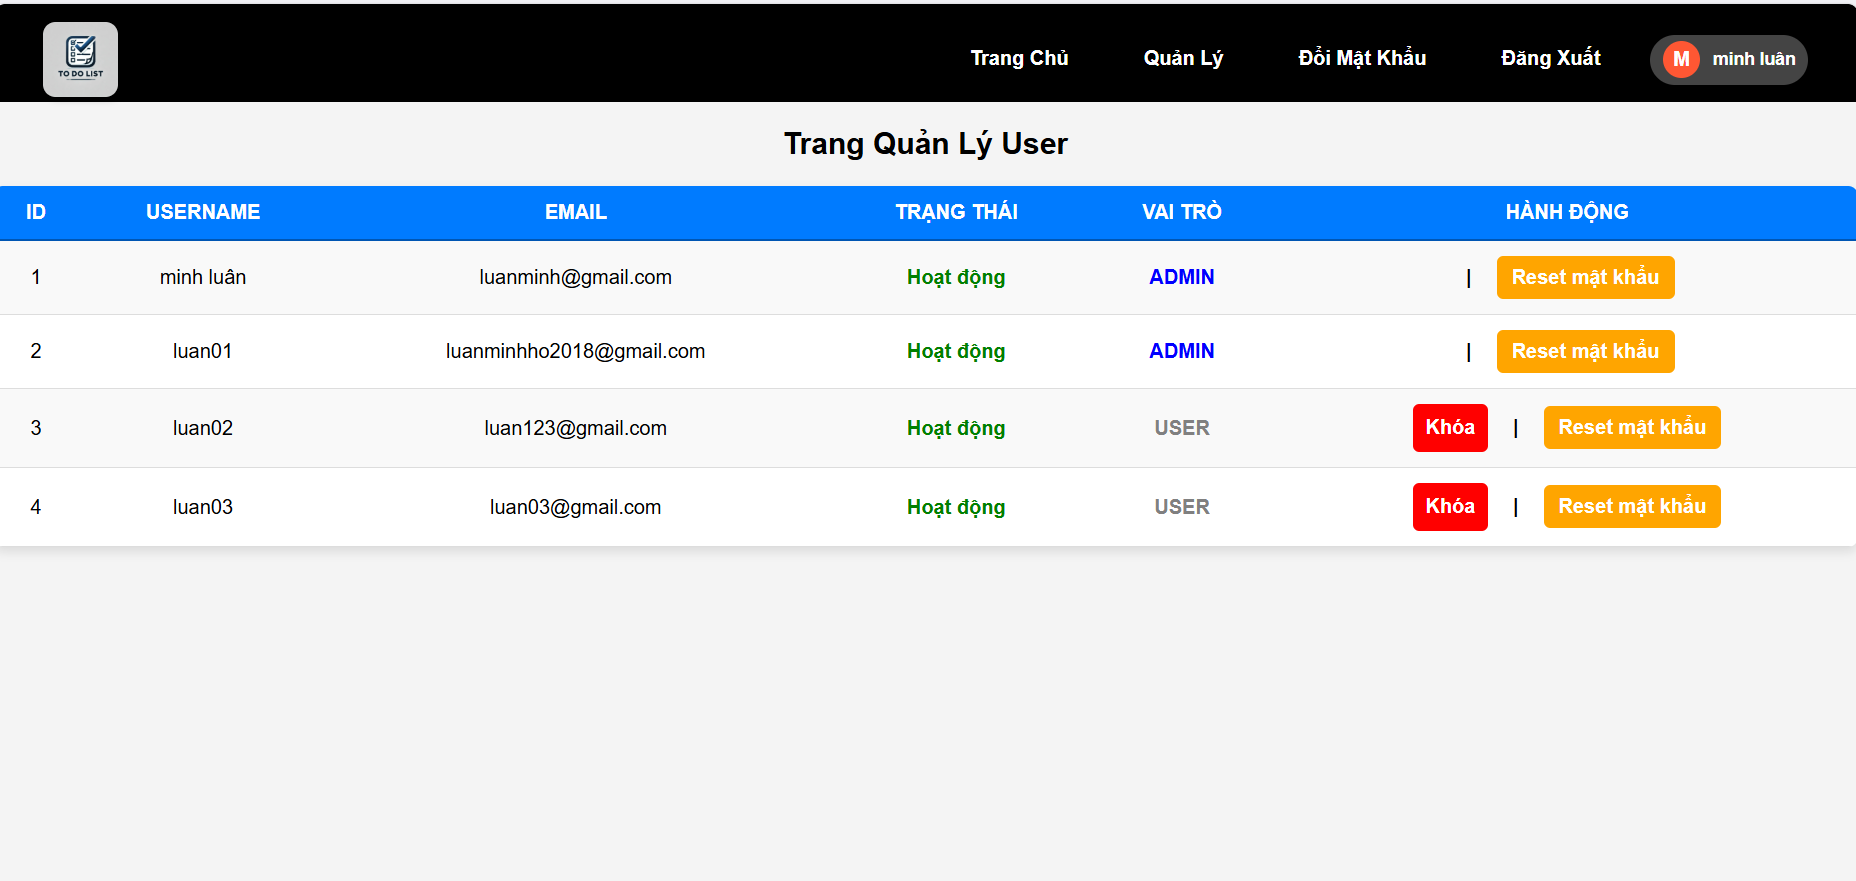 TO DO LIST
Trang Chủ Quản Lý Đổi Mật Khẩu Đăng Xuất M minh luân
Trang Quản Lý User
ID USERNAME EMAIL TRẠNG THÁI VAI TRÒ HÀNH ĐỘNG
1 minh luân luanminh@gmail.com Hoạt động ADMIN | Reset mật khẩu
2 luan01 luanminhho2018@gmail.com Hoạt động ADMIN | Reset mật khẩu
3 luan02 luan123@gmail.com Hoạt động USER Khóa | Reset mật khẩu
4 luan03 luan03@gmail.com Hoạt động USER Khóa | Reset mật khẩu